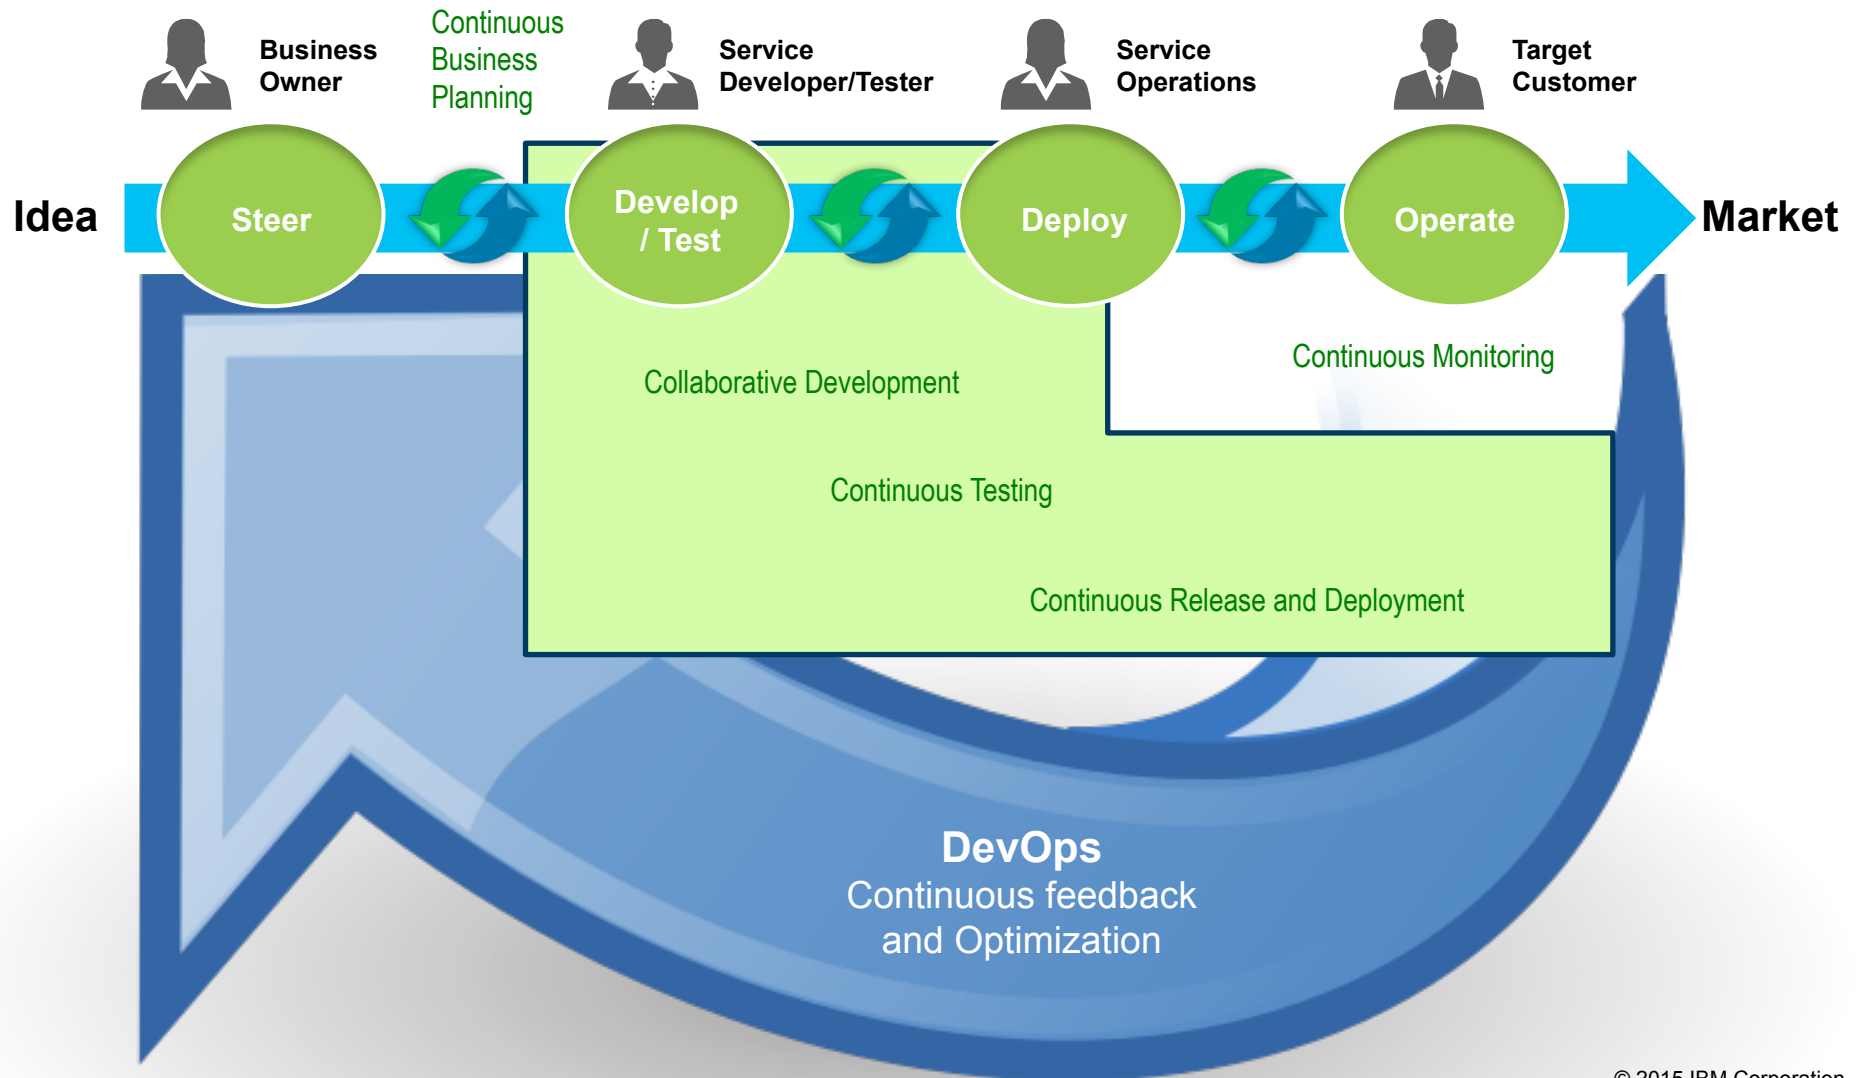 Continuous
Business
Planning
Business
Owner
Service
Developer/Tester
Service
Operations
Target
Customer
Idea
Steer
Develop
/ Test
Deploy
Operate
Market
Continuous Monitoring
Collaborative Development
Continuous Testing
Continuous Release and Deployment
DevOps
Continuous feedback
and Optimization
© 2015 IBM Corporation